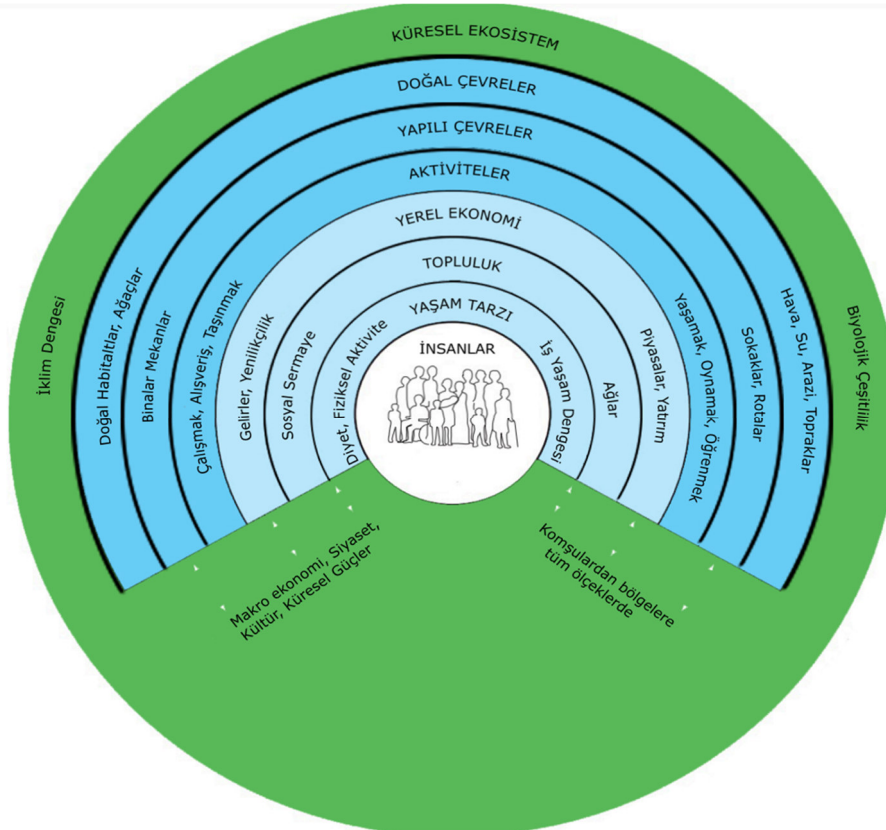 KÜRESEL EKOSİSTEM
DOĞAL ÇEVRELER
YAPILI ÇEVRELER
AKTİVİTELER
YEREL EKONOMİ
TOPLULUK
YAŞAM TARZI
İNSANLAR
İklim Dengesi
Doğal Habitaltlar, Ağaçlar
Binalar Mekanlar
Çalışmak, Alışveriş, Taşınmak
Gelirler, Yenilikçilik
Sosyal Sermaye
Diyet, Fiziksel Aktivite
İş Yaşam Dengesi
Ağlar
Piyasalar, Yatırım
Yaşamak, Oynamak, Öğrenmek
Sokaklar, Rotalar
Hava, Su, Arazi, Topraklar
Biyolojik Çeşitlilik
Makro ekonomi, Siyaset,
Kültür, Küresel Güçler
Komşulardan bölgelere
tüm ölçeklerde